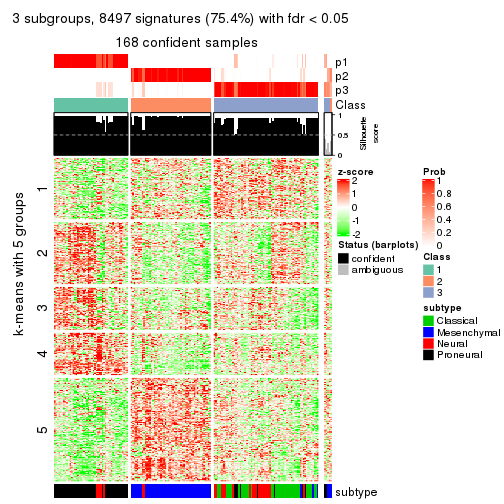 3 subgroups, 8497 signatures (75.4%) with fdr < 0.05
168 confident samples
p1
p2
p3
Class
1
0.5
0
Silhouette
score
k-means with 5 groups
1
2
3
4
5
subtype
z-score
2
1
0
-1
-2
Status (barplots)
confident
ambiguous
Prob
1
0.8
0.6
0.4
0.2
0
Class
1
2
3
subtype
Classical
Mesenchymal
Neural
Proneural